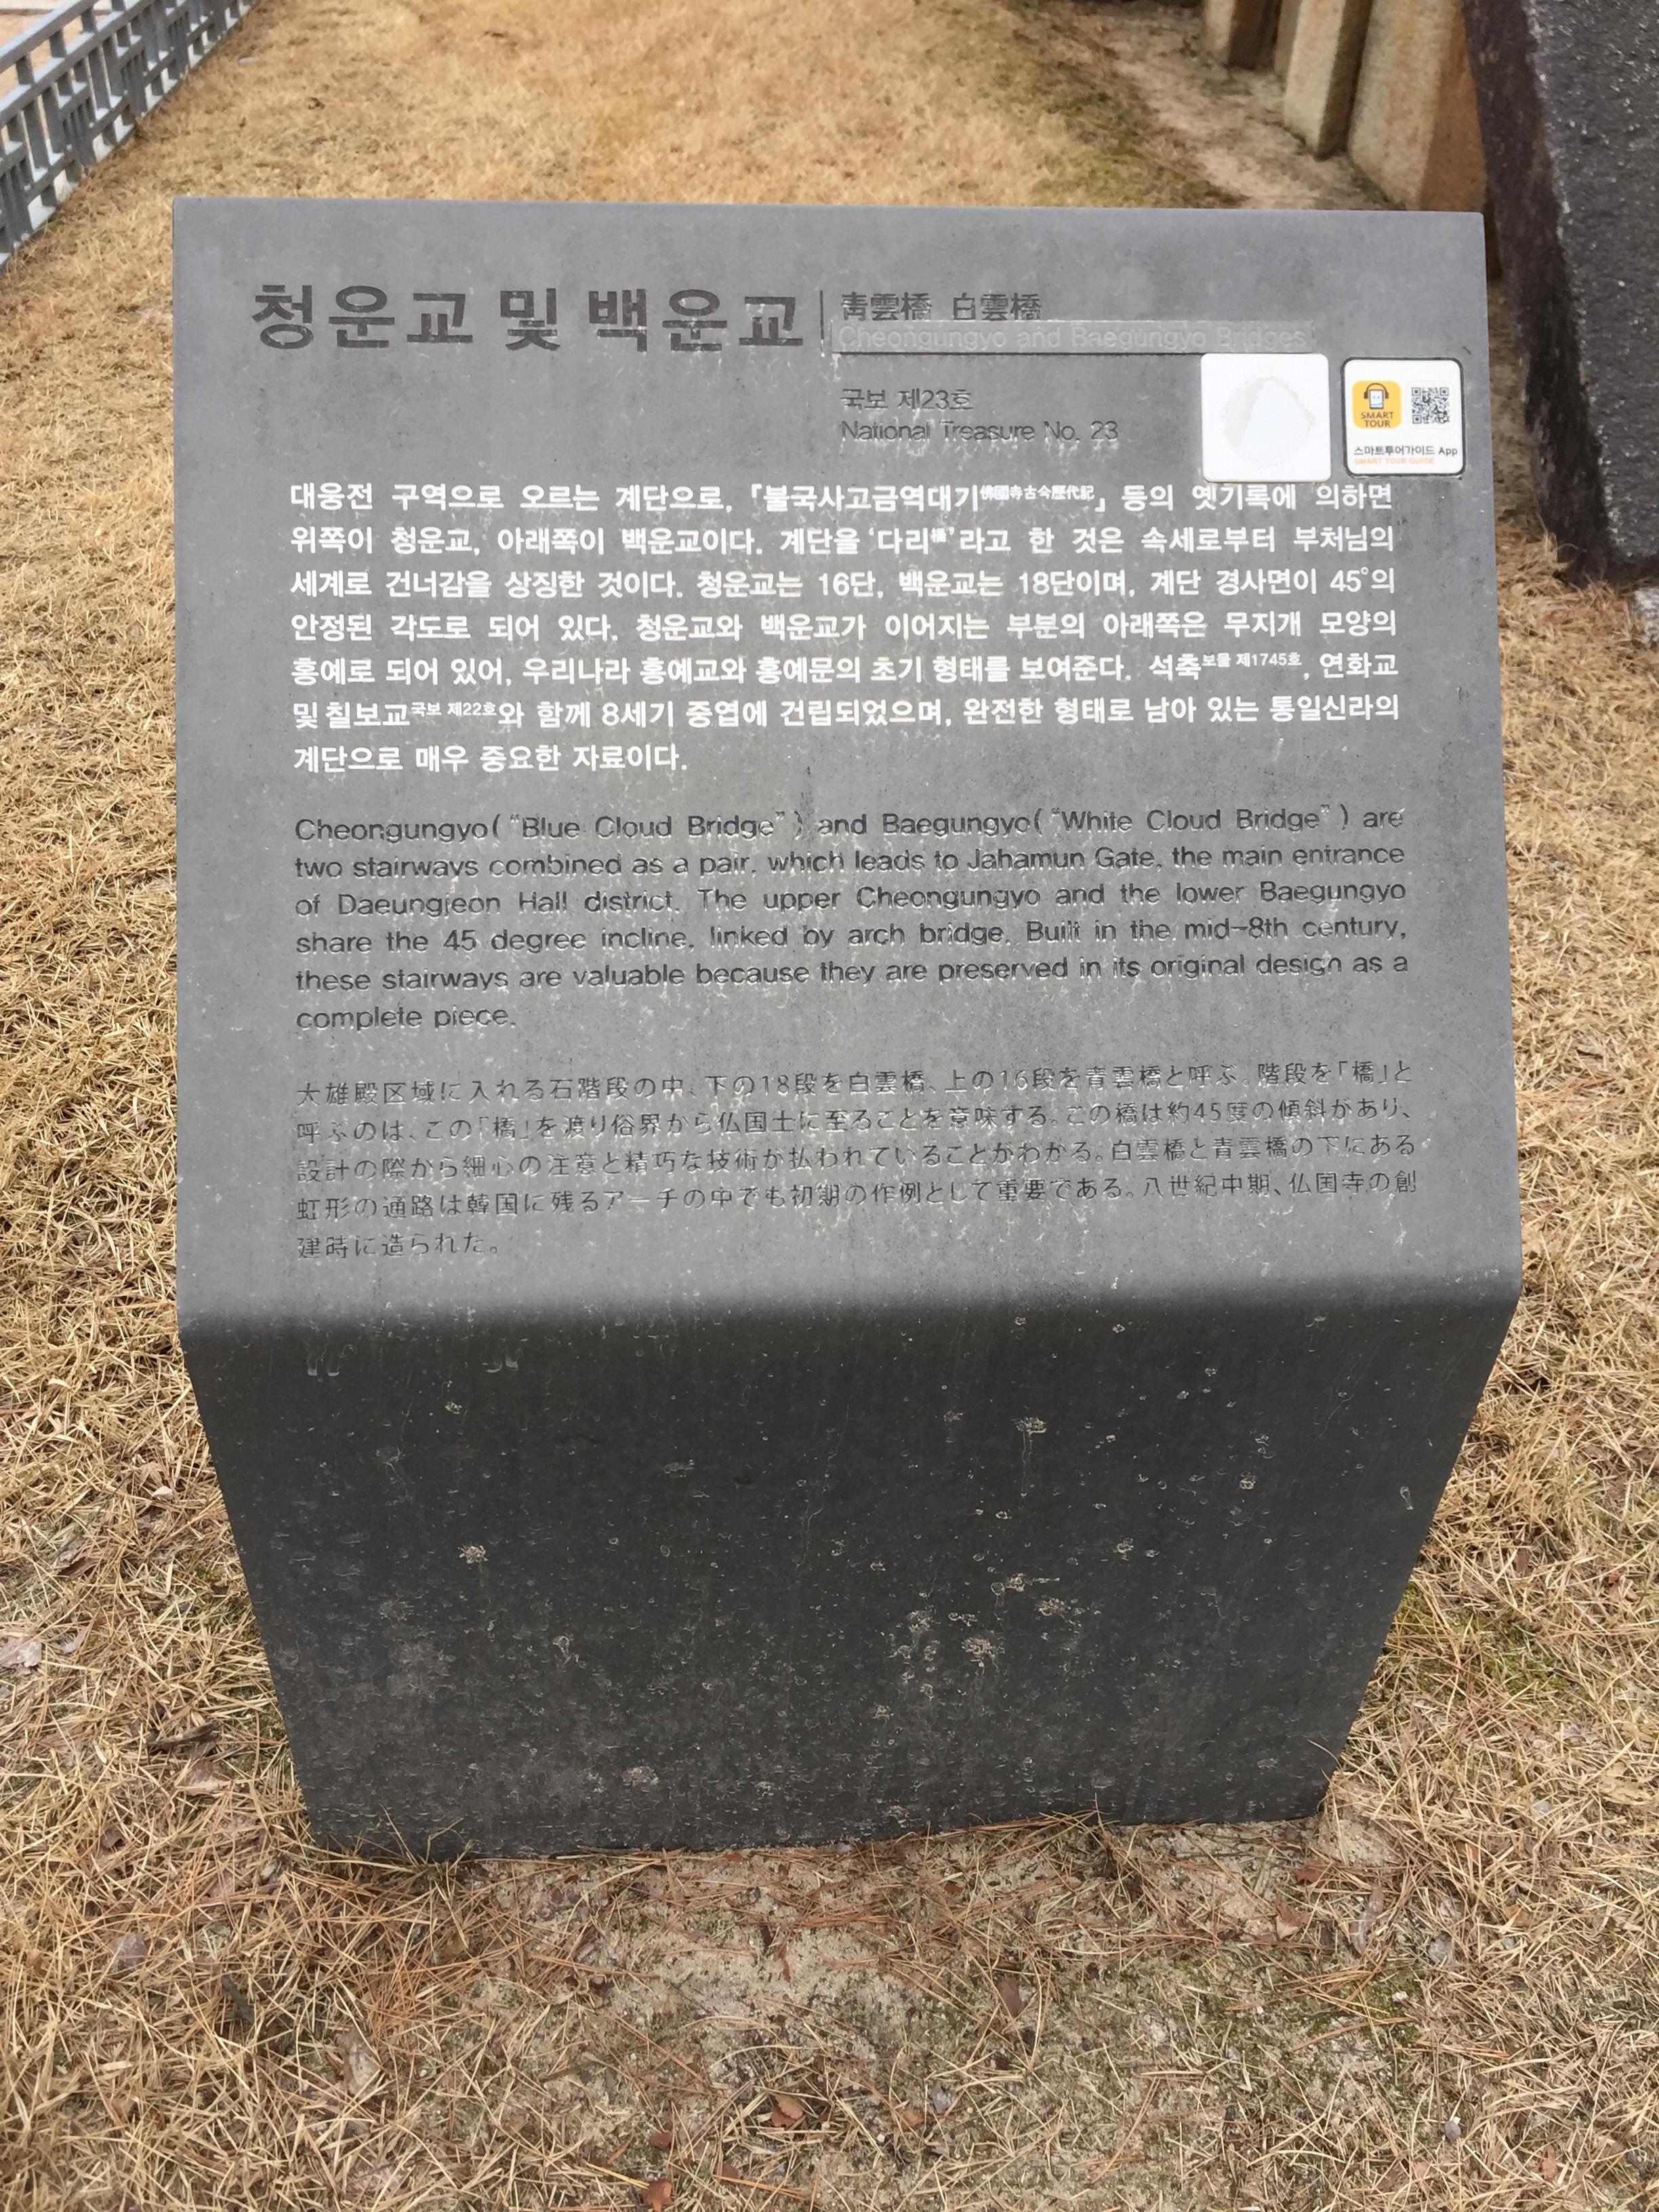 청운교 및 백운교
靑雲橋 白雲橋
Cheongungyo and Baegungyo Bridges
국보 제23호
National Treasure No. 23
SMART
TOUR
스마트투어가이드 App
SMART TOUR GUIDE
대웅전 구역으로 오르는 계단으로, 『불국사고금역대기佛國寺古今歷代記』 등의 옛기록에 의하면
위쪽이 청운교, 아래쪽이 백운교이다. 계단을 ‘다리橋’라고 한 것은 속세로부터 부처님의
세계로 건너감을 상징한 것이다. 청운교는 16단, 백운교는 18단이며, 계단 경사면이 45°의
안정된 각도로 되어 있다. 청운교와 백운교가 이어지는 부분의 아래쪽은 무지개 모양의
홍예로 되어 있어, 우리나라 홍예교와 홍예문의 초기 형태를 보여준다. 석축보물 제1745호, 연화교
및 칠보교국보 제22호와 함께 8세기 중엽에 건립되었으며, 완전한 형태로 남아 있는 통일신라의
계단으로 매우 중요한 자료이다.
Cheongungyo(“Blue Cloud Bridge”) and Baegungyo(“White Cloud Bridge”) are
two stairways combined as a pair, which leads to Jahamun Gate, the main entrance
of Daeungjeon Hall district. The upper Cheongungyo and the lower Baegungyo
share the 45 degree incline, linked by arch bridge. Built in the mid-8th century,
these stairways are valuable because they are preserved in its original design as a
complete piece.
大雄殿区域に入れる石階段の中、下の18段を白雲橋、上の16段を青雲橋と呼ぶ。階段を「橋」と
呼ぶのは、この「橋」を渡り俗界から仏国土に至ることを意味する。この橋は約45度の傾斜があり、
設計の際から細心の注意と精巧な技術が払われていることがわかる。白雲橋と青雲橋の下にある
虹形の通路は韓国に残るアーチの中でも初期の作例として重要である。八世紀中期、仏国寺の創
建時に造られた。